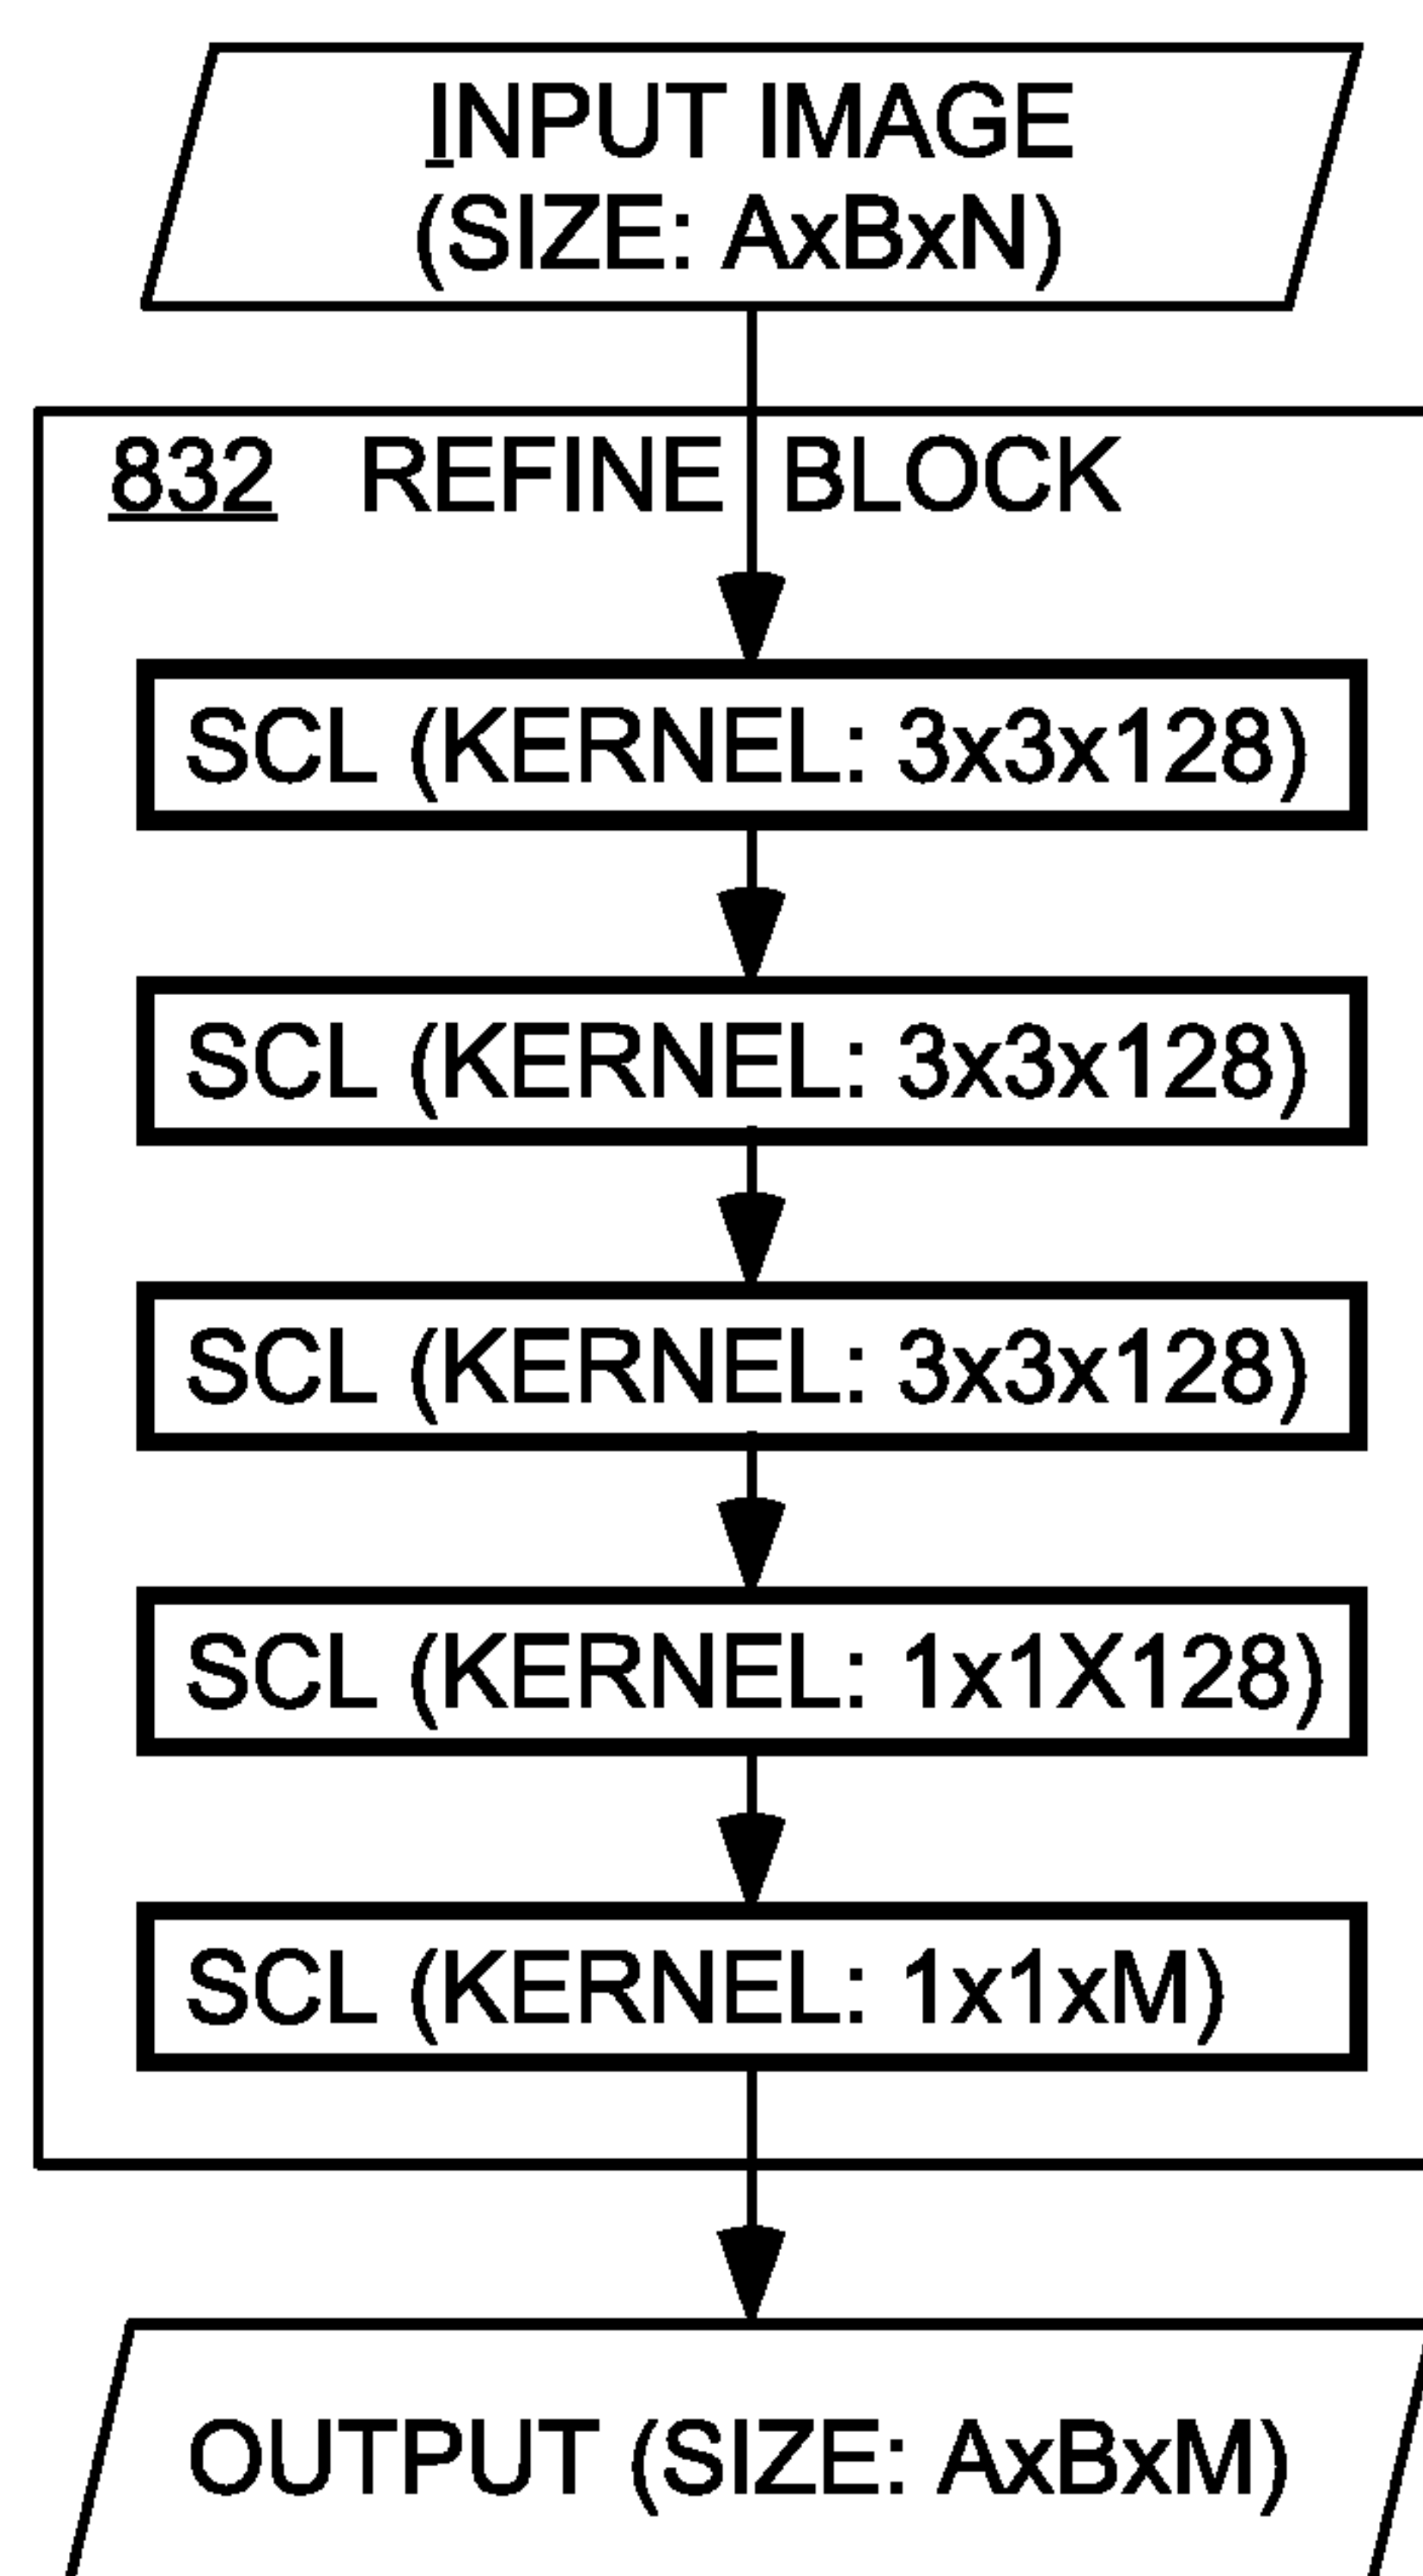 INPUT IMAGE
(SIZE: AxBxN)
832 REFINE BLOCK
SCL (KERNEL: 3x3x128)
SCL (KERNEL: 3x3x128)
SCL (KERNEL: 3x3x128)
SCL (KERNEL: 1x1X128)
SCL (KERNEL: 1x1xM)
OUTPUT (SIZE: AxBxM)